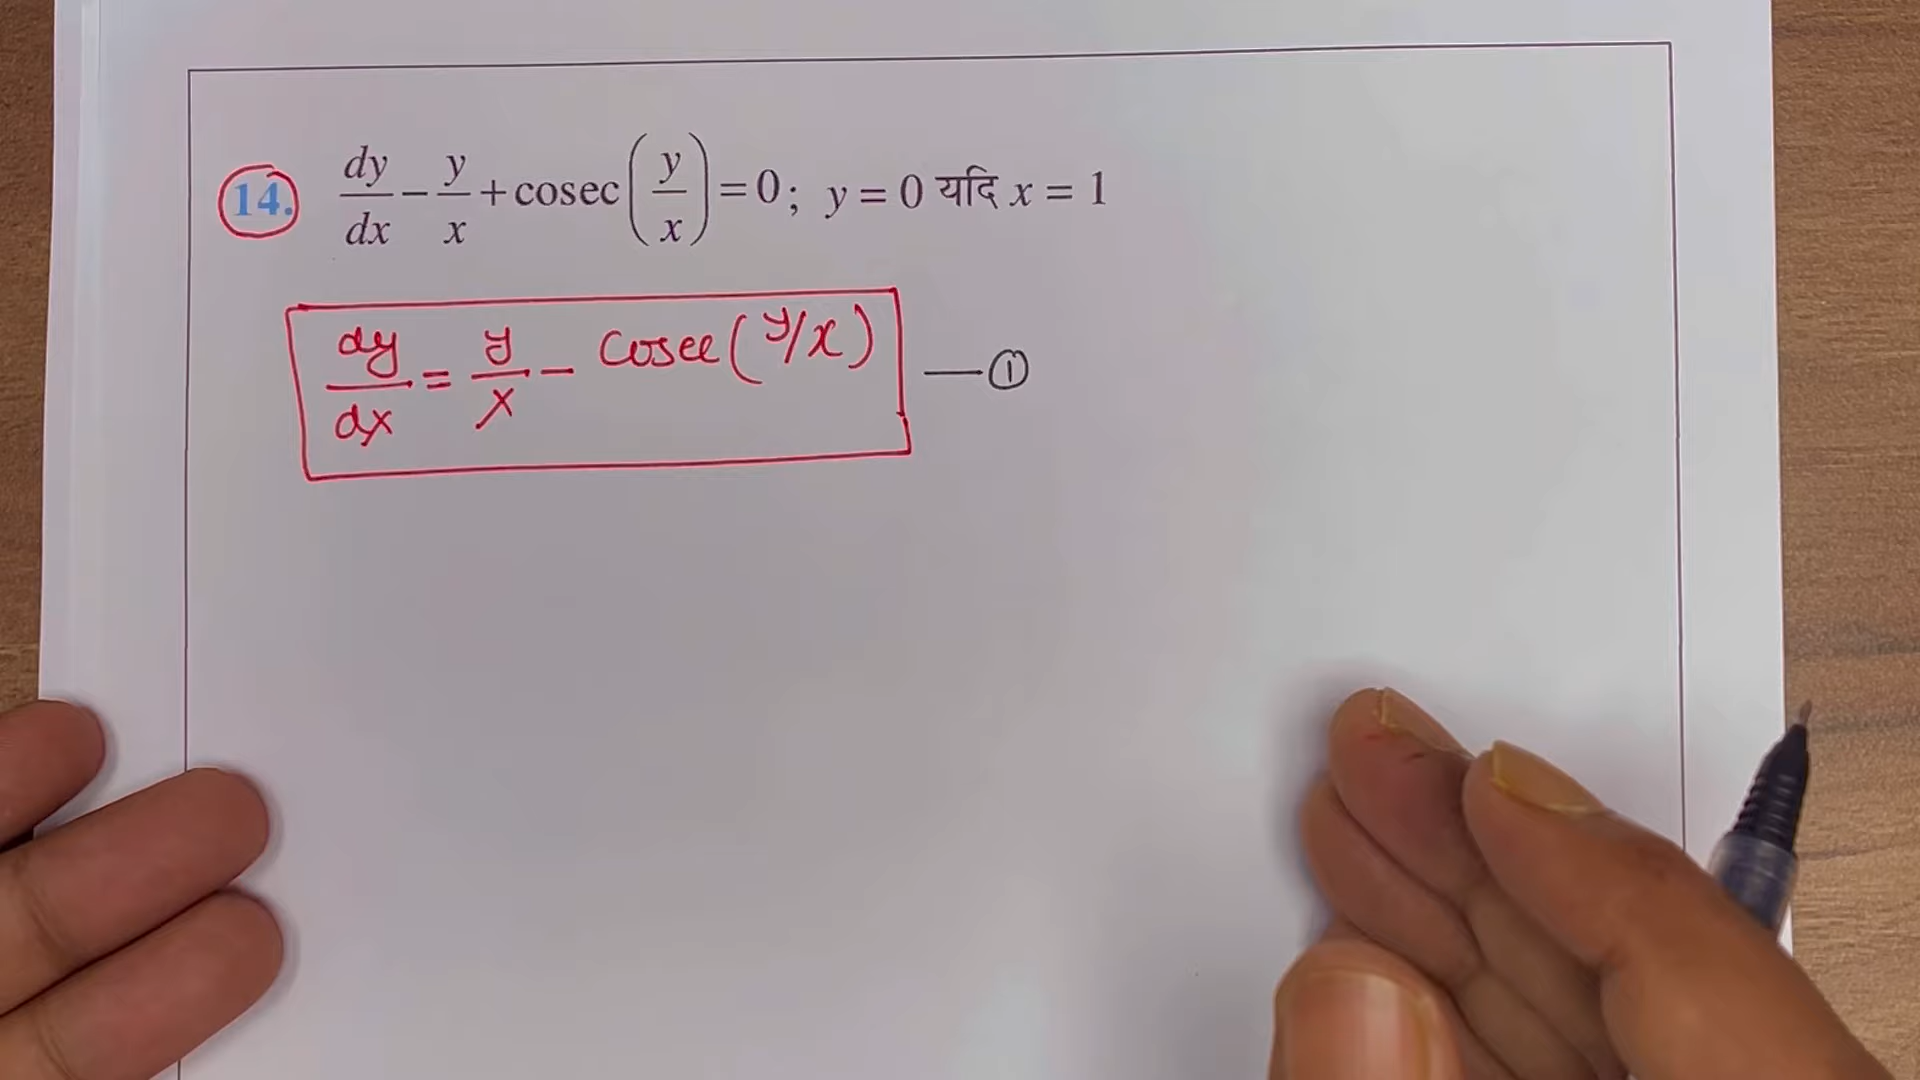 14. dy/dx - y/x + cosec(y/x) = 0; y = 0 यदि x = 1
dy/dx = y/x - Cosec(y/x) — ①